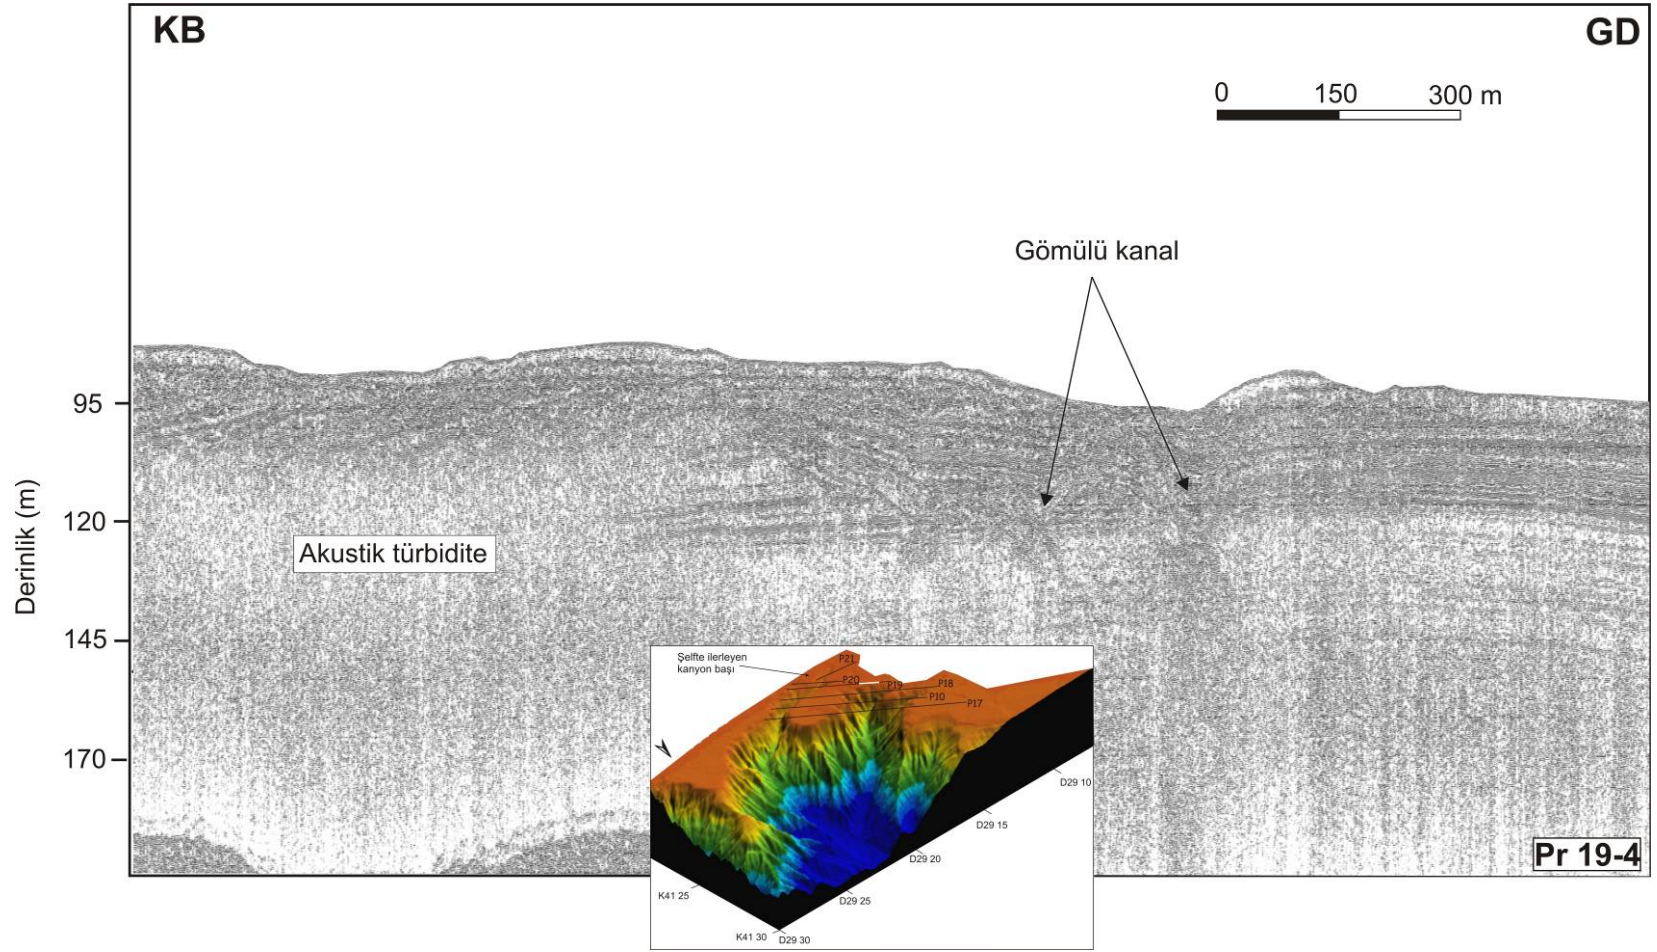 KB
GD
0 150 300 m
Gömülü kanal
95
120
145
170
Derinlik (m)
Akustik türbidite
Şelfte ilerleyen
kanyon başı
P21
P20
P19
P18
P10
P17
D29 10
D29 15
D29 20
D29 25
K41 25
K41 30
D29 30
Pr 19-4